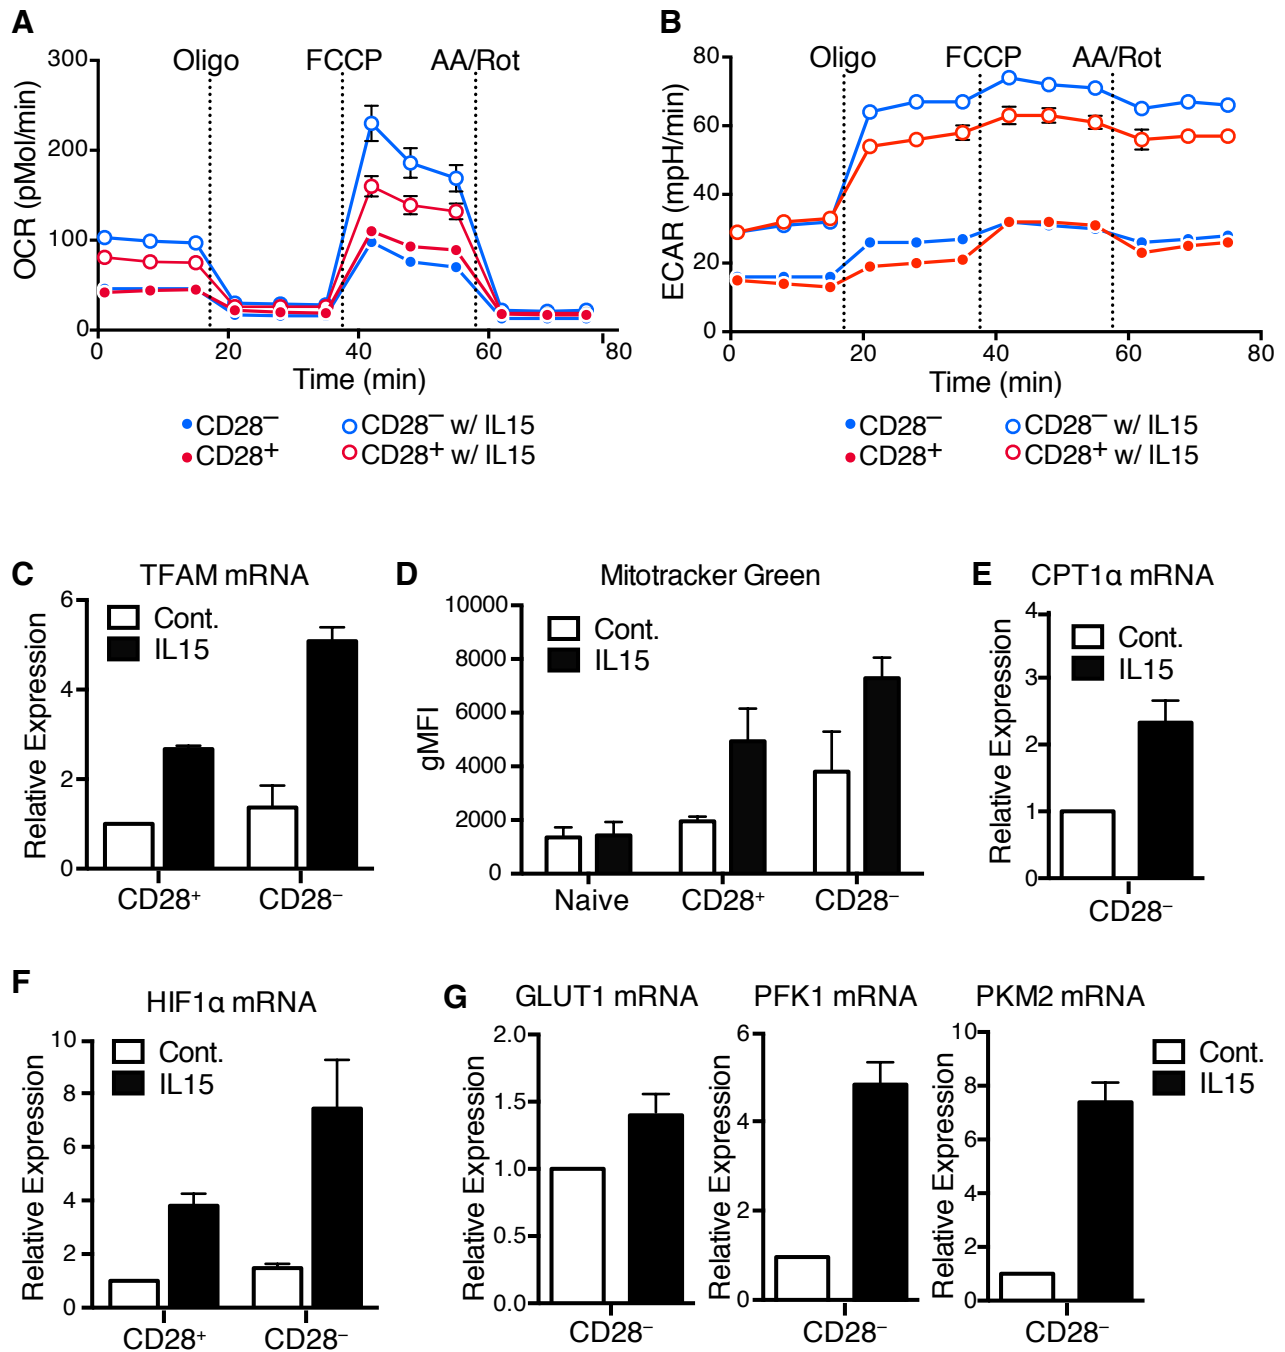 A
OCR (pMol/min)
300
200
100
0
Oligo
FCCP
AA/Rot
0 20 40 60 80
Time (min)
CD28⁻
CD28⁺
CD28⁻ w/ IL15
CD28⁺ w/ IL15
B
ECAR (mpH/min)
80
60
40
20
0
Oligo
FCCP
AA/Rot
0 20 40 60 80
Time (min)
CD28⁻
CD28⁺
CD28⁻ w/ IL15
CD28⁺ w/ IL15
C
TFAM mRNA
Relative Expression
6
4
2
0
Cont.
IL15
CD28⁺ CD28⁻
D
Mitotracker Green
gMFI
10000
8000
6000
4000
2000
0
Cont.
IL15
Naive CD28⁺ CD28⁻
E
CPT1α mRNA
Relative Expression
4
3
2
1
0
Cont.
IL15
CD28⁻
F
HIF1α mRNA
Relative Expression
10
8
6
4
2
0
Cont.
IL15
CD28⁺ CD28⁻
G
GLUT1 mRNA
Relative Expression
2.0
1.5
1.0
0.5
0.0
CD28⁻
PFK1 mRNA
Relative Expression
6
4
2
0
CD28⁻
PKM2 mRNA
Relative Expression
10
8
6
4
2
0
CD28⁻
Cont.
IL15